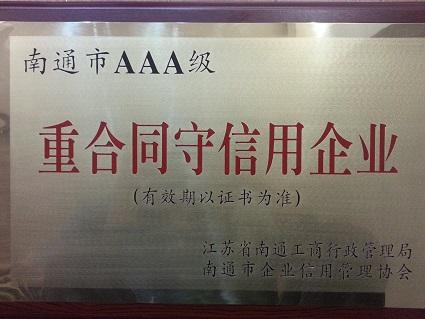 南通市AAA级
重合同守信用企业
(有效期以证书为准)
江苏省南通工商行政管理局
南通市企业信用管理协会